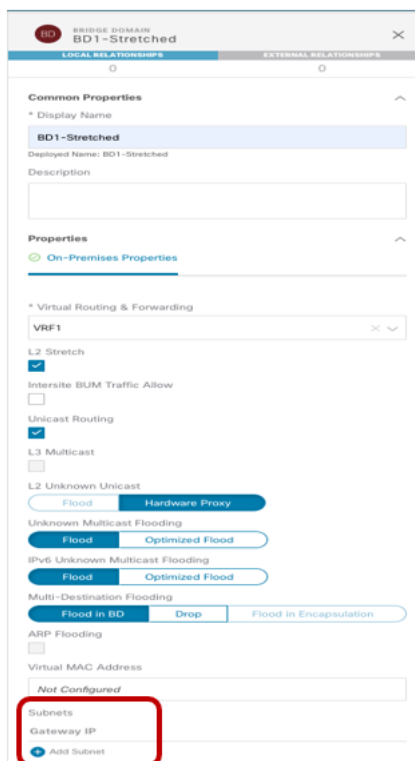 BD
BRIDGE DOMAIN
BD1-Stretched
LOCAL RELATIONSHIPS EXTERNAL RELATIONSHIPS
0 0
Common Properties
* Display Name
BD1-Stretched
Deployed Name: BD1-Stretched
Description
Properties
On-Premises Properties
* Virtual Routing & Forwarding
VRF1
L2 Stretch
Intersite BUM Traffic Allow
Unicast Routing
L3 Multicast
L2 Unknown Unicast
Flood Hardware Proxy
Unknown Multicast Flooding
Flood Optimized Flood
IPv6 Unknown Multicast Flooding
Flood Optimized Flood
Multi-Destination Flooding
Flood in BD Drop Flood in Encapsulation
ARP Flooding
Virtual MAC Address
Not Configured
Subnets
Gateway IP
Add Subnet